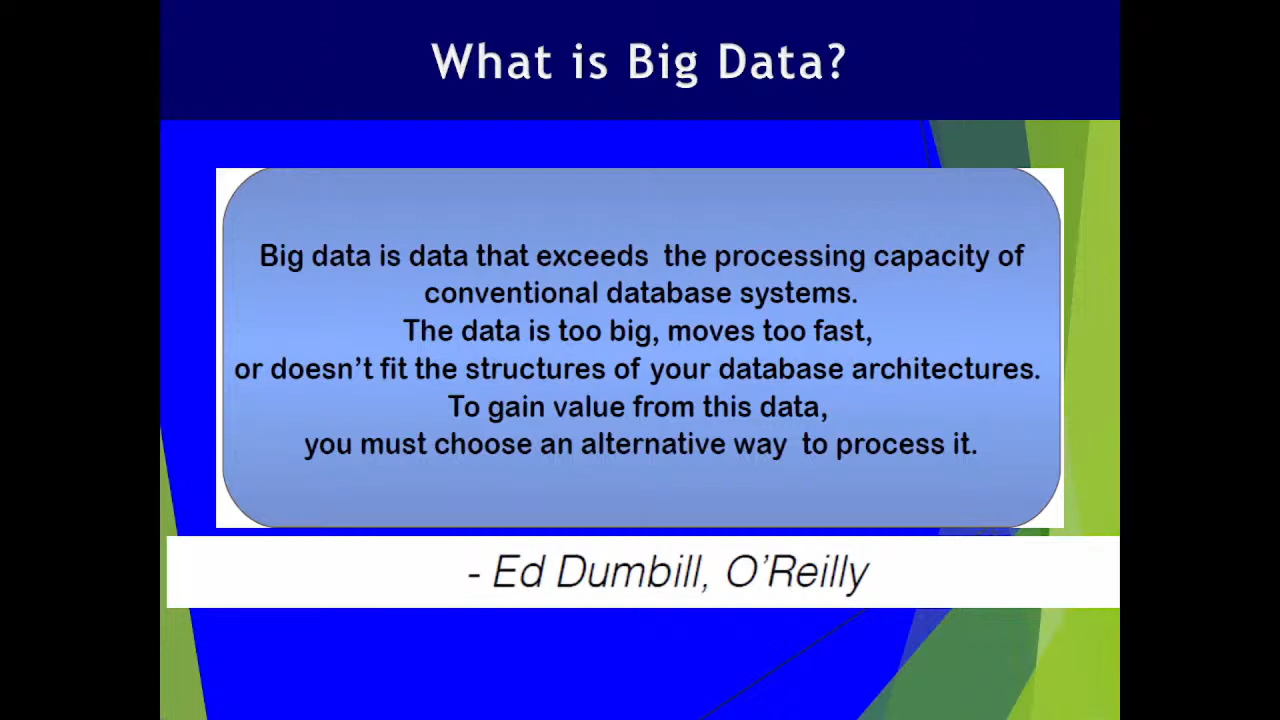 What is Big Data?
Big data is data that exceeds the processing capacity of
conventional database systems.
The data is too big, moves too fast,
or doesn’t fit the structures of your database architectures.
To gain value from this data,
you must choose an alternative way to process it.
- Ed Dumbill, O’Reilly